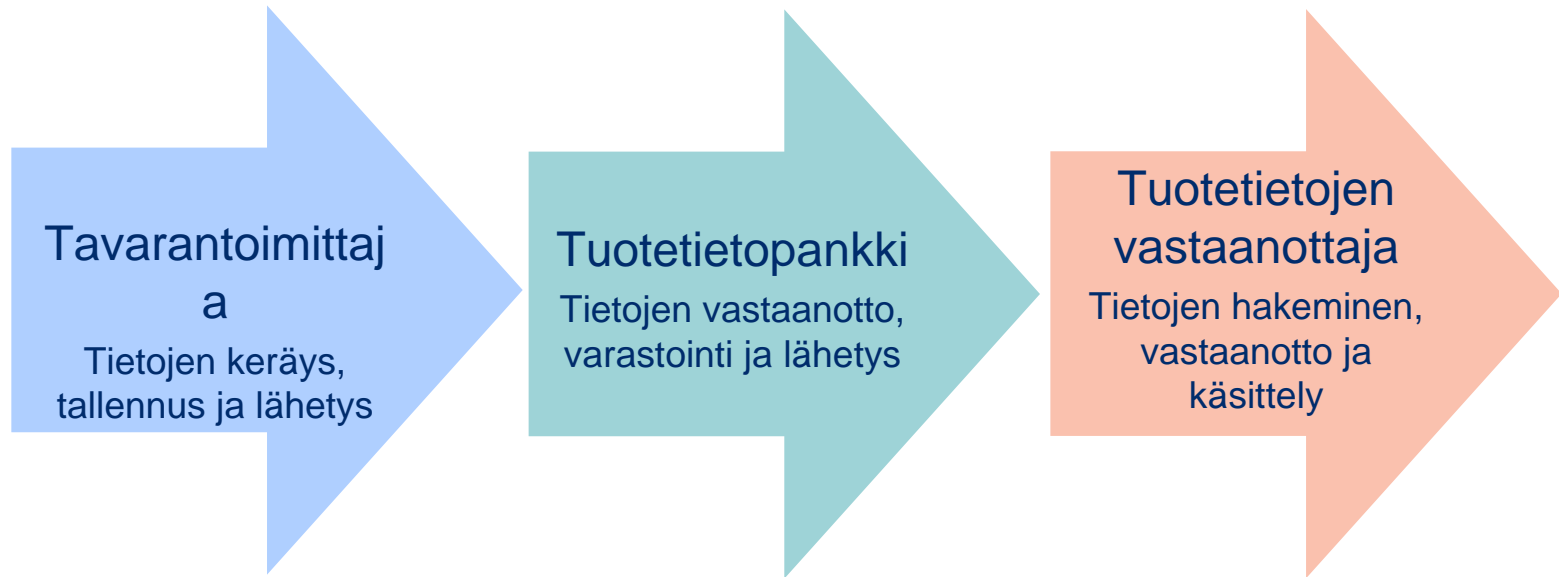 Tavarantoimittaj
a
Tietojen keräys,
tallennus ja lähetys
Tuotetietopankki
Tietojen vastaanotto,
varastointi ja lähetys
Tuotetietojen
vastaanottaja
Tietojen hakeminen,
vastaanotto ja
käsittely